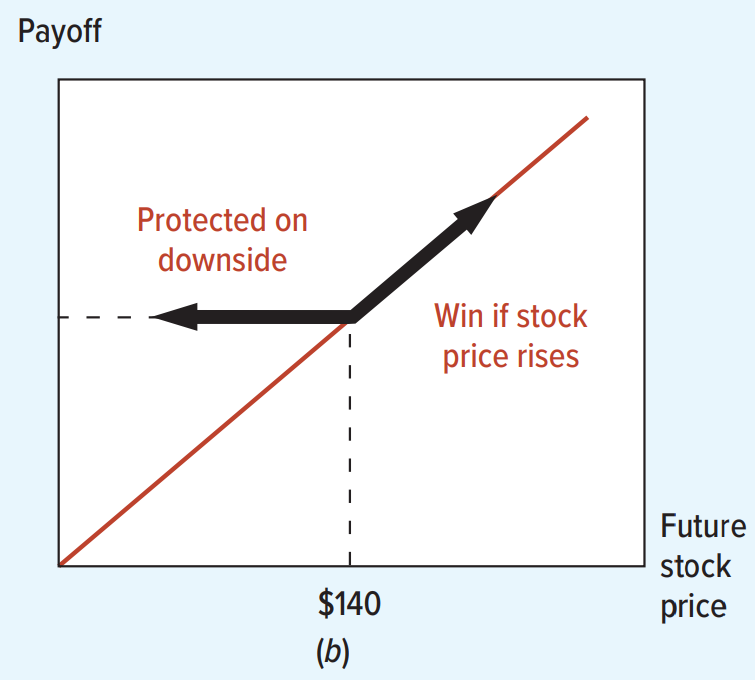 Payoff
Protected on
downside
Win if stock
price rises
Future
stock
price
$140
(b)